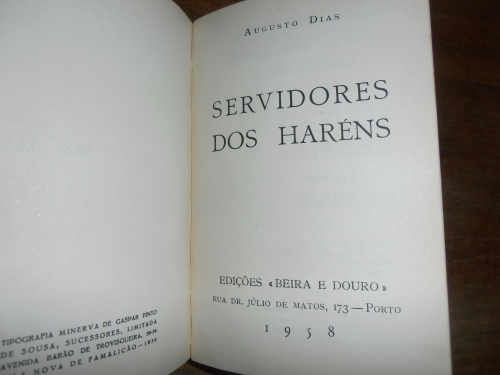 TIPOGRAFIA MINERVA DE GASPAR PINTO
DE SOUSA, SUCESSORES, LIMITADA
AVENIDA BARÃO DE TROVISQUEIRA,
NOVA DE FAMALICÃO—1958
AUGUSTO DIAS
SERVIDORES
DOS HARÉNS
EDIÇÕES «BEIRA E DOURO»
RUA DR. JÚLIO DE MATOS, 173—PORTO
1958